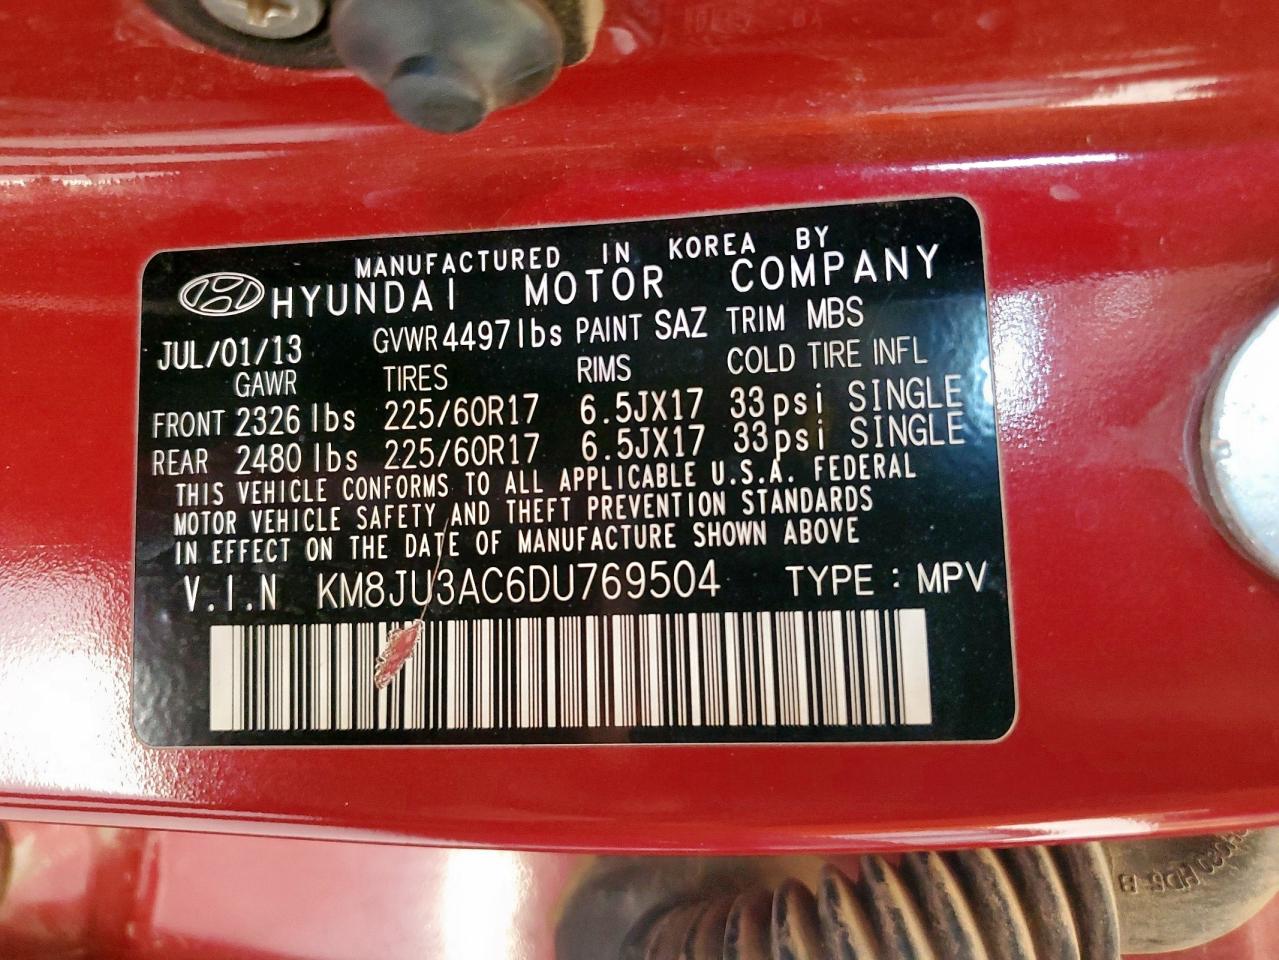 MANUFACTURED IN KOREA BY
HYUNDAI MOTOR COMPANY
JUL/01/13 GVWR 4497lbs PAINT SAZ TRIM MBS
GAWR TIRES RIMS COLD TIRE INFL
FRONT 2326 lbs 225/60R17 6.5JX17 33psi SINGLE
REAR 2480 lbs 225/60R17 6.5JX17 33psi SINGLE
THIS VEHICLE CONFORMS TO ALL APPLICABLE U.S.A. FEDERAL
MOTOR VEHICLE SAFETY AND THEFT PREVENTION STANDARDS
IN EFFECT ON THE DATE OF MANUFACTURE SHOWN ABOVE
V.I.N KM8JU3AC6DU769504 TYPE : MPV